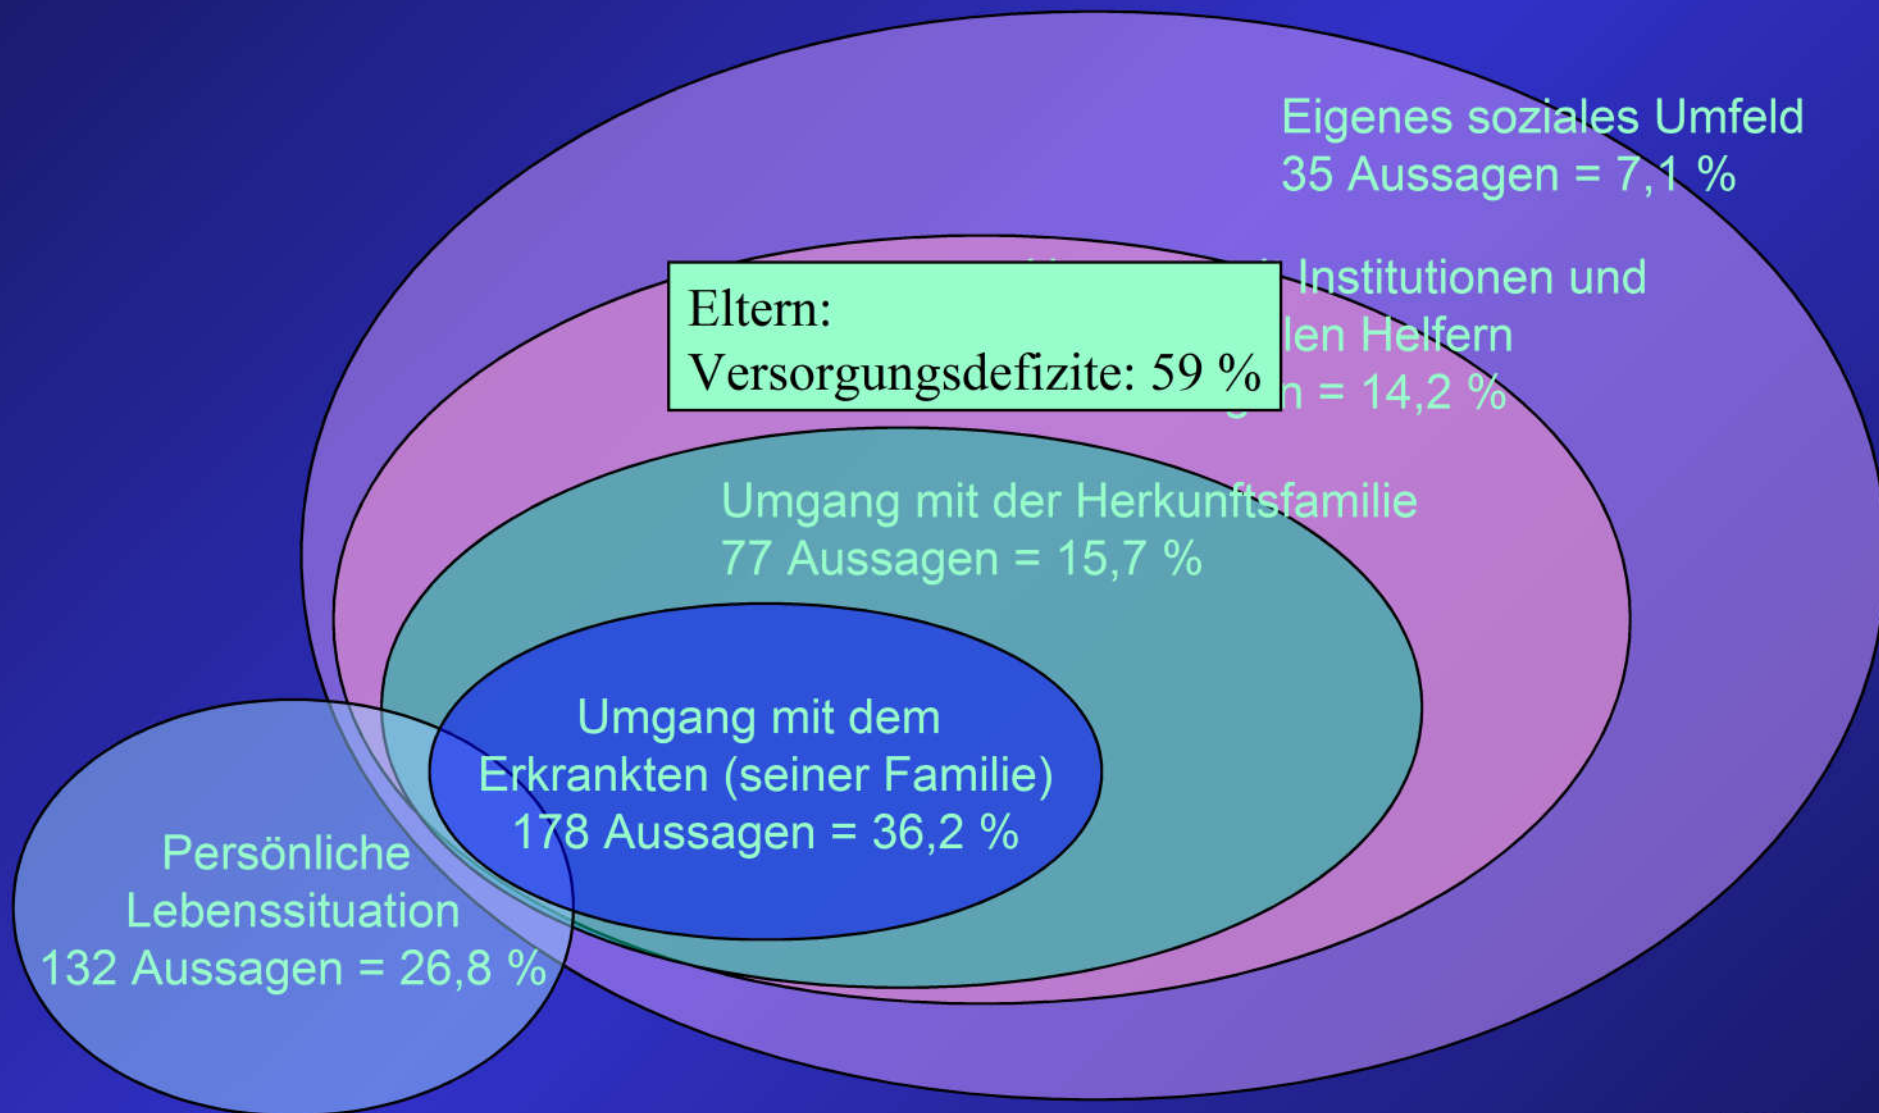 Eigenes soziales Umfeld
35 Aussagen = 7,1 %
Institutionen und
Helfern
= 14,2 %
Eltern:
Versorgungsdefizite: 59 %
Umgang mit der Herkunftsfamilie
77 Aussagen = 15,7 %
Umgang mit dem
Erkrankten (seiner Familie)
178 Aussagen = 36,2 %
Persönliche
Lebenssituation
132 Aussagen = 26,8 %